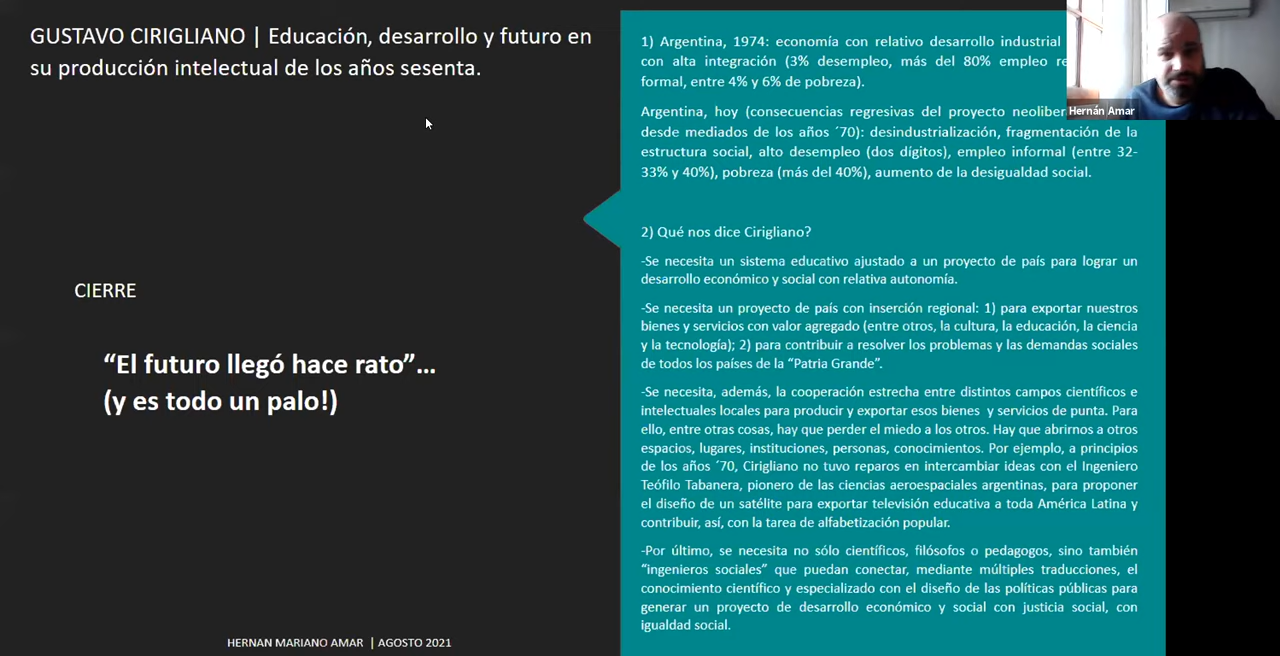 GUSTAVO CIRIGLIANO | Educación, desarrollo y futuro en
su producción intelectual de los años sesenta.
CIERRE
“El futuro llegó hace rato”...
(y es todo un palo!)
HERNAN MARIANO AMAR | AGOSTO 2021
1) Argentina, 1974: economía con relativo desarrollo industrial
con alta integración (3% desempleo, más del 80% empleo
formal, entre 4% y 6% de pobreza).
Argentina, hoy (consecuencias regresivas del proyecto
desde mediados de los años ´70): desindustrialización, fragmentación de la
estructura social, alto desempleo (dos dígitos), empleo informal (entre 32-
33% y 40%), pobreza (más del 40%), aumento de la desigualdad social.
2) Qué nos dice Cirigliano?
-Se necesita un sistema educativo ajustado a un proyecto de país para lograr un
desarrollo económico y social con relativa autonomía.
-Se necesita un proyecto de país con inserción regional: 1) para exportar nuestros
bienes y servicios con valor agregado (entre otros, la cultura, la educación, la ciencia
y la tecnología); 2) para contribuir a resolver los problemas y las demandas sociales
de todos los países de la “Patria Grande”.
-Se necesita, además, la cooperación estrecha entre distintos campos científicos e
intelectuales locales para producir y exportar esos bienes y servicios de punta. Para
ello, entre otras cosas, hay que perder el miedo a los otros. Hay que abrirnos a otros
espacios, lugares, instituciones, personas, conocimientos. Por ejemplo, a principios
de los años ´70, Cirigliano no tuvo reparos en intercambiar ideas con el Ingeniero
Teófilo Tabanera, pionero de las ciencias aeroespaciales argentinas, para proponer
el diseño de un satélite para exportar televisión educativa a toda América Latina y
contribuir, así, con la tarea de alfabetización popular.
-Por último, se necesita no sólo científicos, filósofos o pedagogos, sino también
“ingenieros sociales” que puedan conectar, mediante múltiples traducciones, el
conocimiento científico y especializado con el diseño de las políticas públicas para
generar un proyecto de desarrollo económico y social con justicia social, con
igualdad social.
Hernán Amar